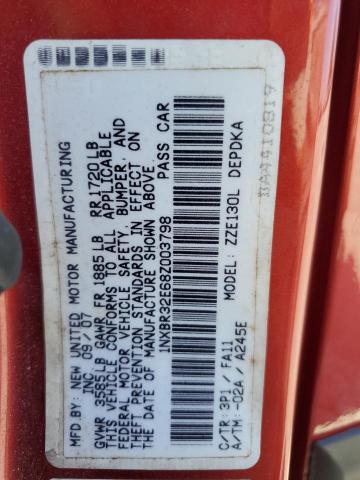 MFD. BY: NEW UNITED MOTOR MANUFACTURING
INC 09/07
GVWR 3585LB GAWR FR 1885LB RR 1720LB
THIS VEHICLE CONFORMS TO ALL APPLICABLE
FEDERAL MOTOR VEHICLE SAFETY, BUMPER, AND
THEFT PREVENTION STANDARDS IN EFFECT ON
THE DATE OF MANUFACTURE SHOWN ABOVE.
1NXBR32E68Z003798 PASS CAR
MODEL: ZZE130L DEPDKA
C/TR: 3P1 / FA11
A/TM: -02A / A245E